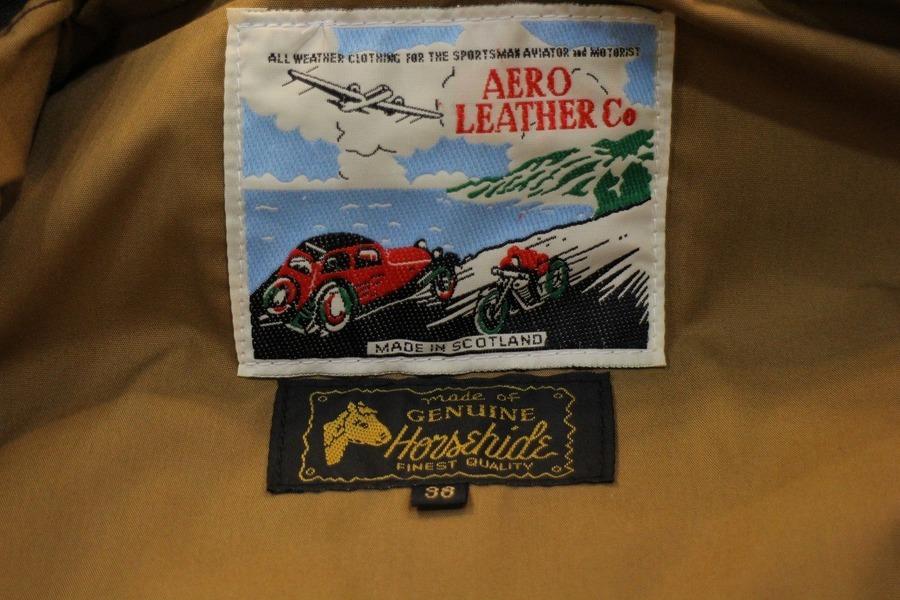 ALL WEATHER CLOTHING FOR THE SPORTSMAN AVIATOR and MOTORIST
AERO
LEATHER Co
MADE IN SCOTLAND
made of
GENUINE
Horsehide
FINEST QUALITY
38